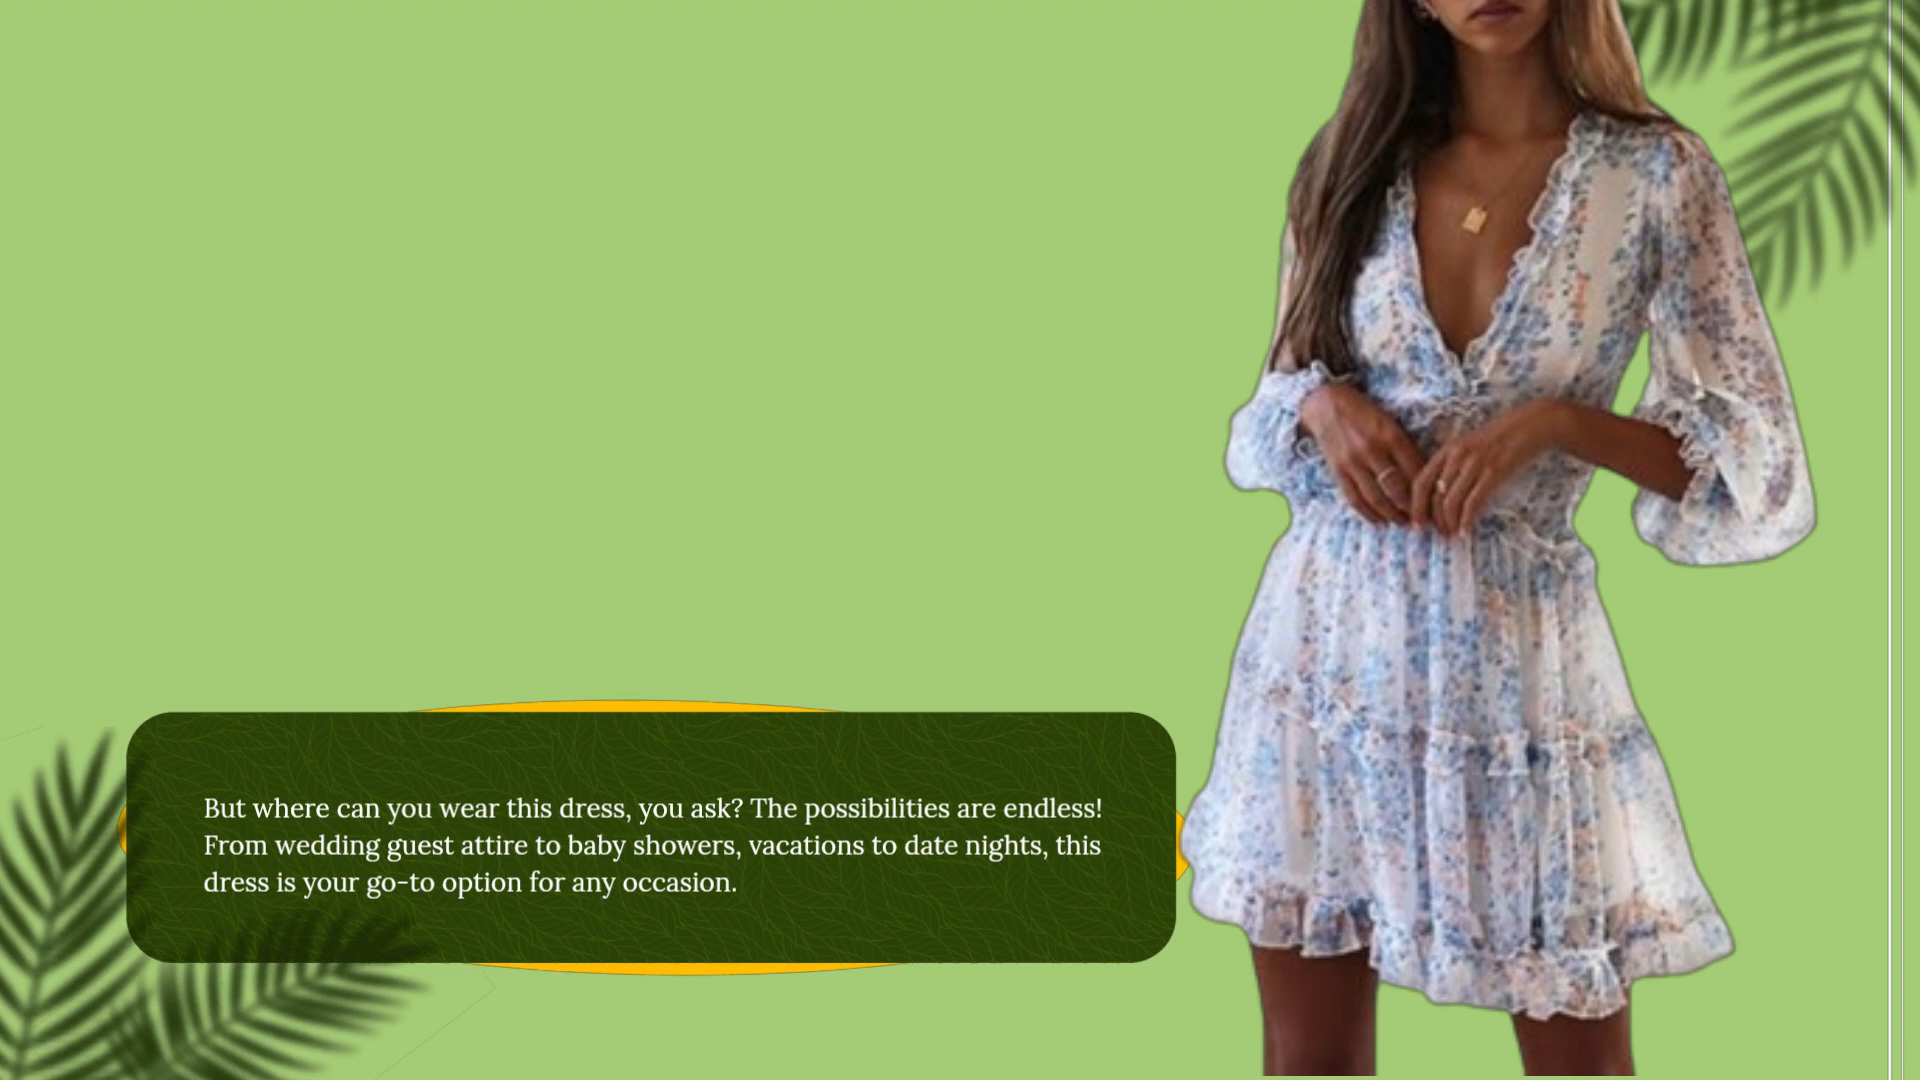 But where can you wear this dress, you ask? The possibilities are endless!
From wedding guest attire to baby showers, vacations to date nights, this
dress is your go-to option for any occasion.